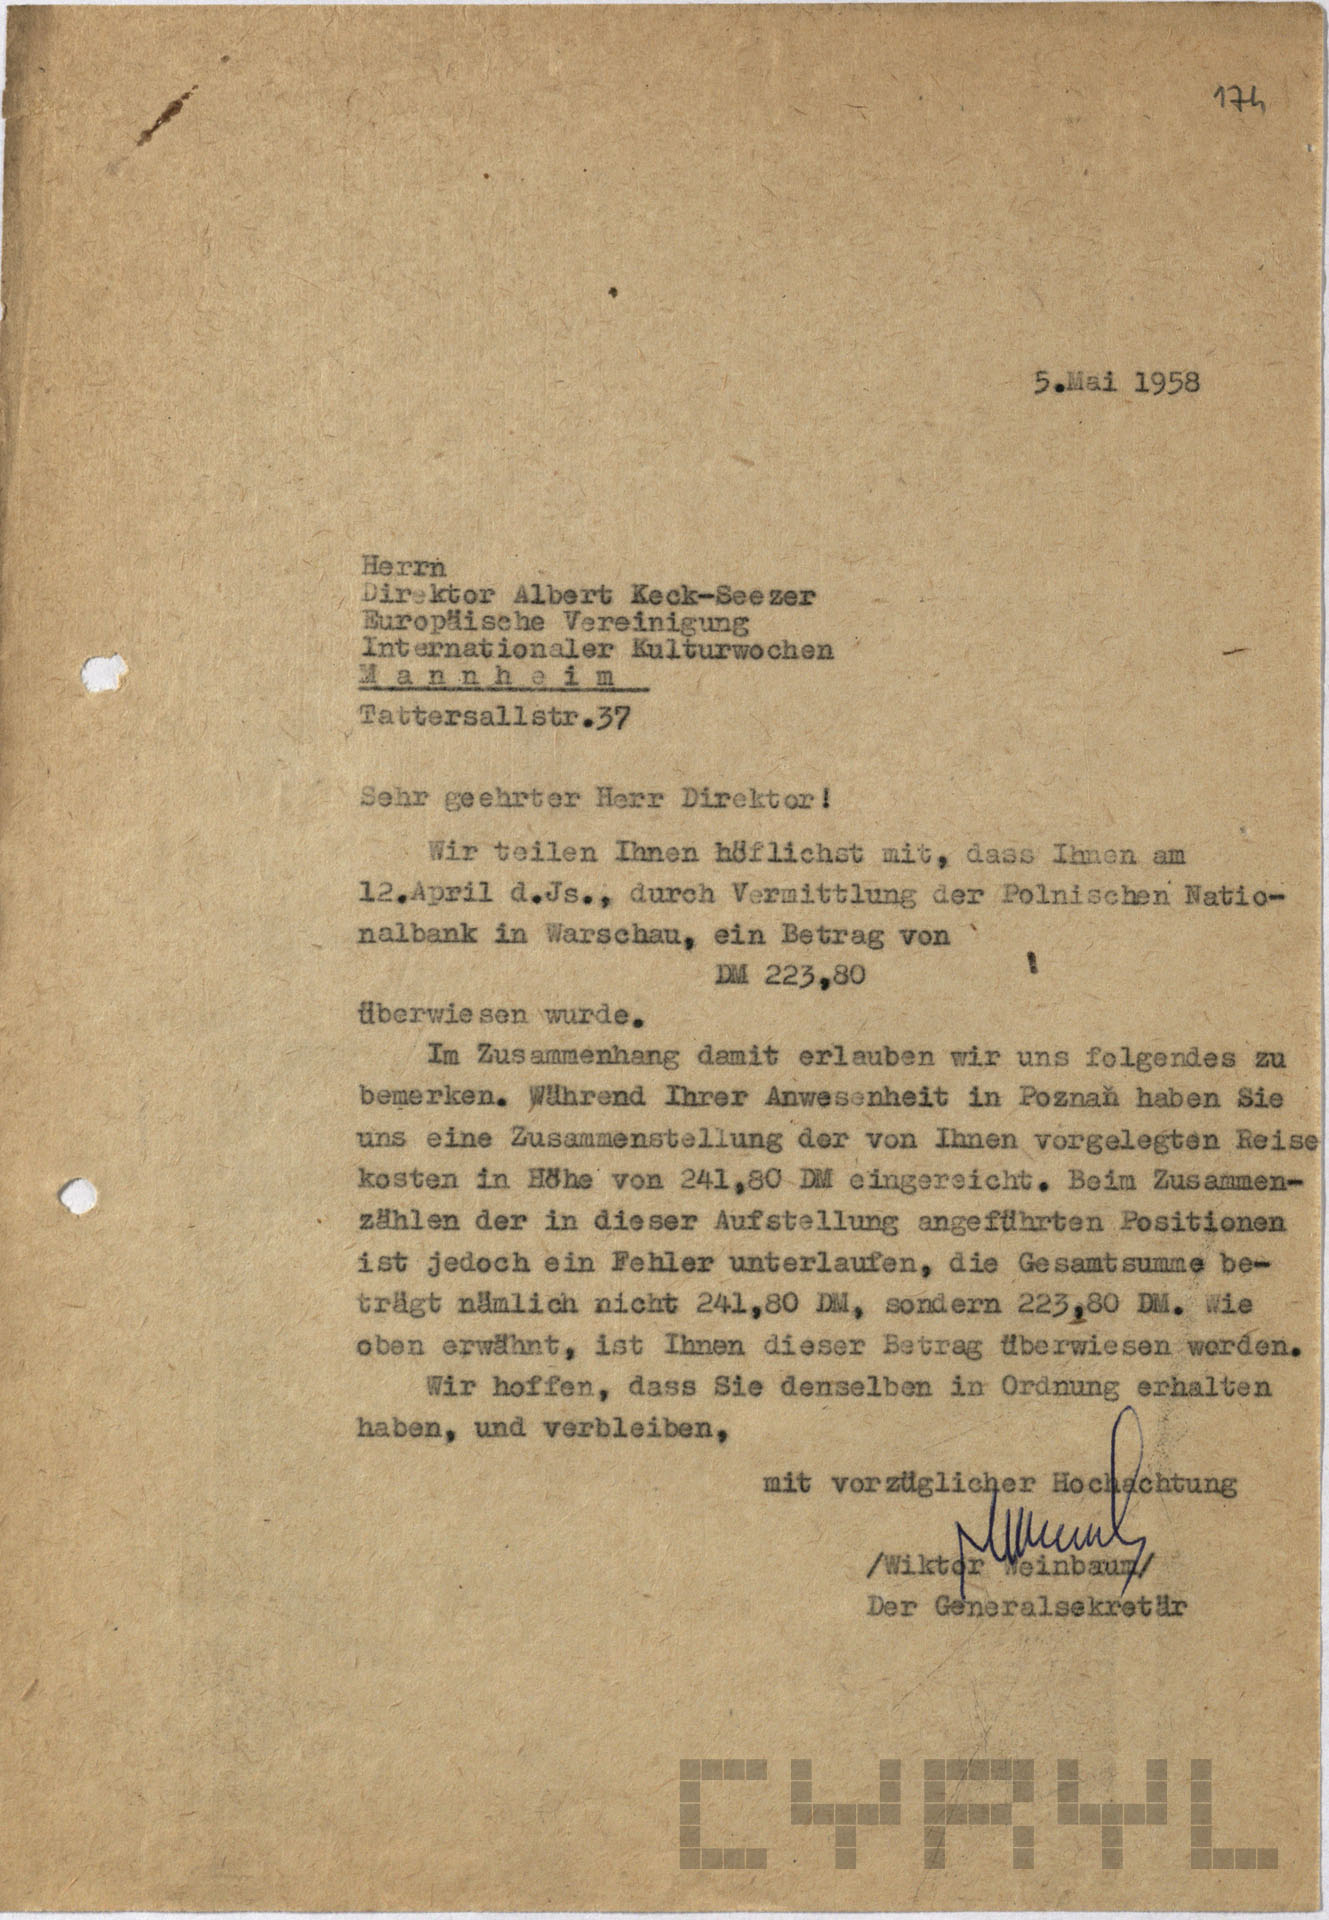 174
5.Mai 1958
Herrn
Direktor Albert Keck-Seezer
Europäische Vereinigung
Internationaler Kulturwochen
M a n n h e i m
Tattersallstr.37
Sehr geehrter Herr Direktor!
Wir teilen Ihnen höflichst mit, dass Ihnen am
12.April d.Js., durch Vermittlung der Polnischen Natio-
nalbank in Warschau, ein Betrag von
DM 223,80
überwiesen wurde.
Im Zusammenhang damit erlauben wir uns folgendes zu
bemerken. Während Ihrer Anwesenheit in Poznań haben Sie
uns eine Zusammenstellung der von Ihnen vorgelegten Reise
kosten in Höhe von 241,80 DM eingereicht. Beim Zusammen-
zählen der in dieser Aufstellung angeführten Positionen
ist jedoch ein Fehler unterlaufen, die Gesamtsumme be-
trägt nämlich nicht 241,80 DM, sondern 223,80 DM. Wie
oben erwähnt, ist Ihnen dieser Betrag überwiesen worden.
Wir hoffen, dass Sie denselben in Ordnung erhalten
haben, und verbleiben,
mit vorzüglicher Hochachtung
/Wiktor Weinbaum/
Der Generalsekretär
CYRYL